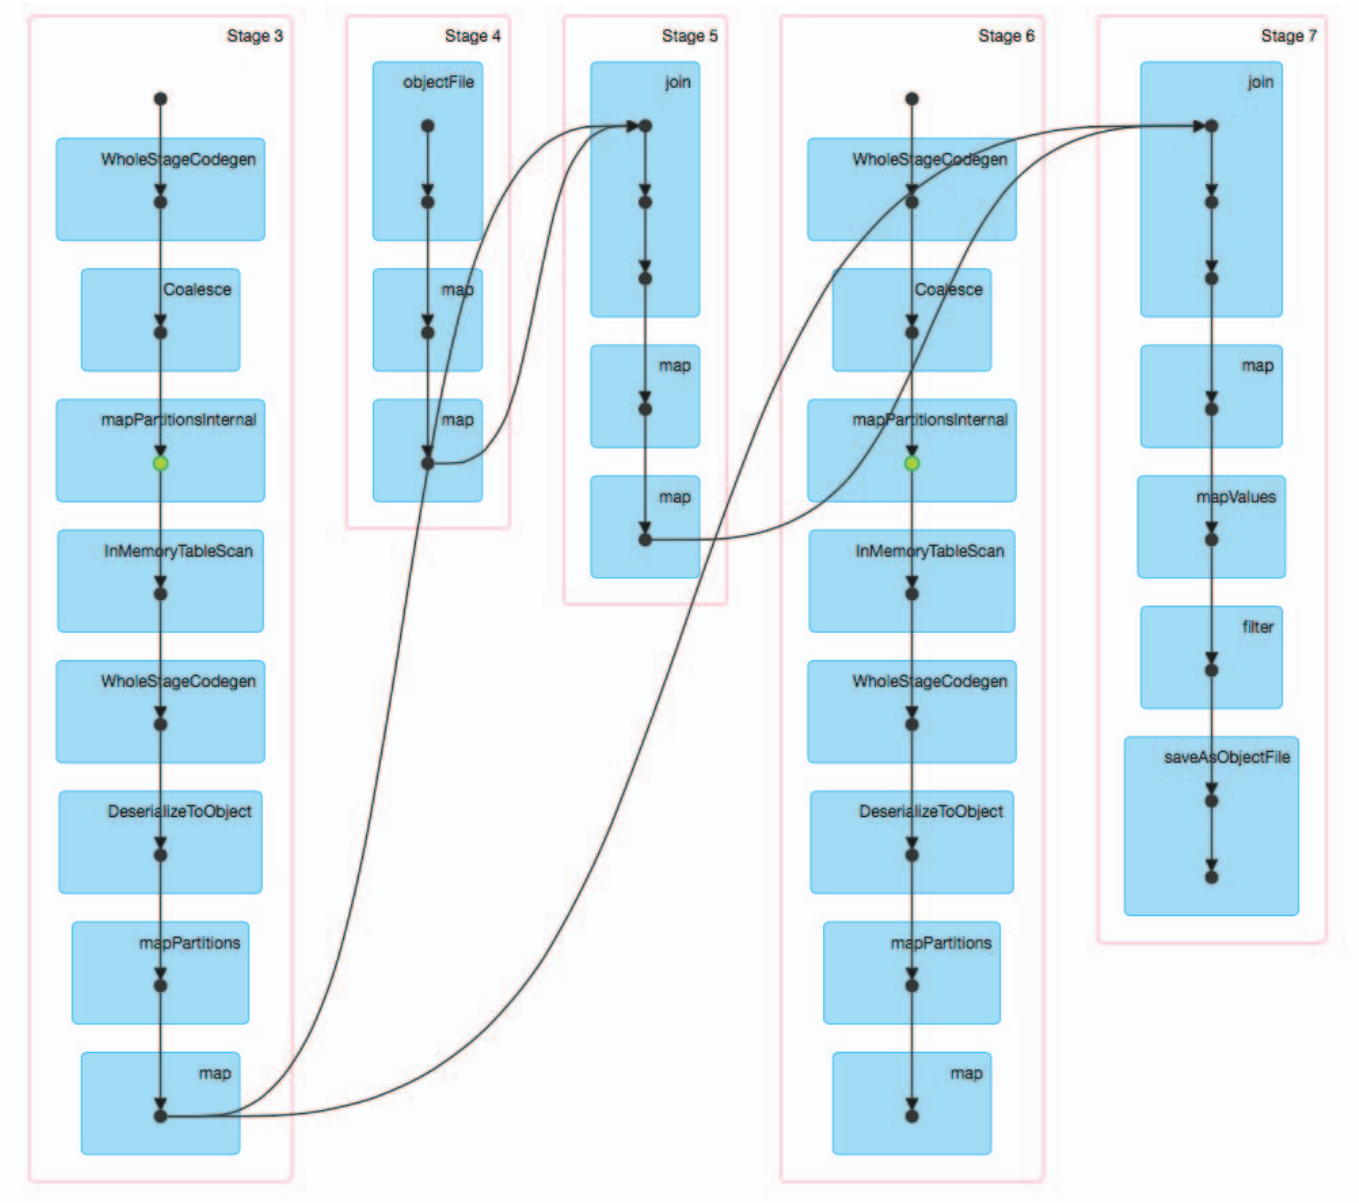 Stage 3
WholeStageCodegen
Coalesce
mapPartitionsInternal
InMemoryTableScan
WholeStageCodegen
DeserializeToObject
mapPartitions
map
Stage 4
objectFile
map
map
Stage 5
join
map
map
Stage 6
WholeStageCodegen
Coalesce
mapPartitionsInternal
InMemoryTableScan
WholeStageCodegen
DeserializeToObject
mapPartitions
map
Stage 7
join
map
mapValues
filter
saveAsObjectFile